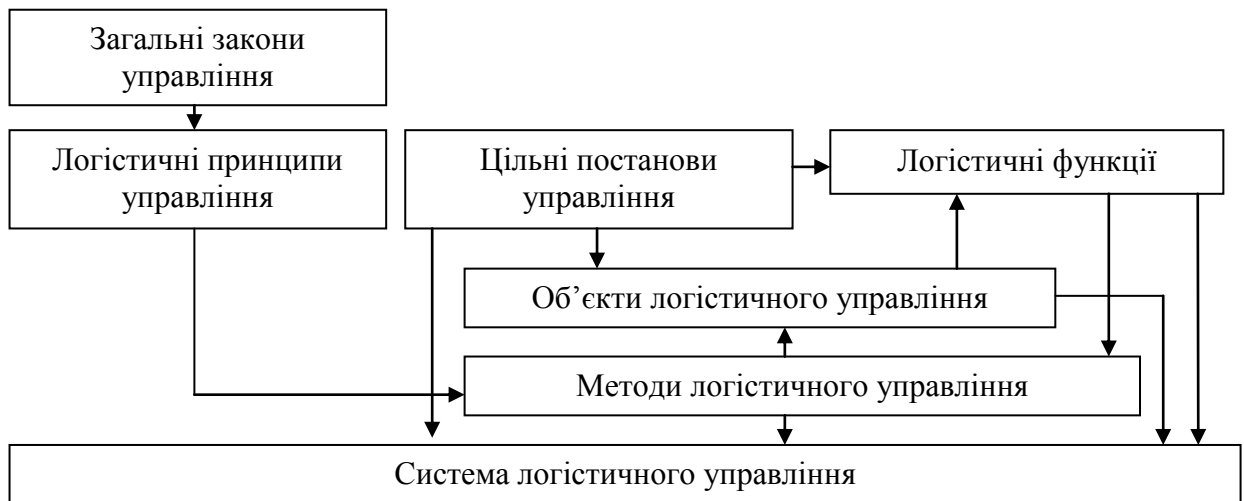 Загальні закони
управління
Логістичні принципи
управління
Цільні постанови
управління
Логістичні функції
Об’єкти логістичного управління
Методи логістичного управління
Система логістичного управління